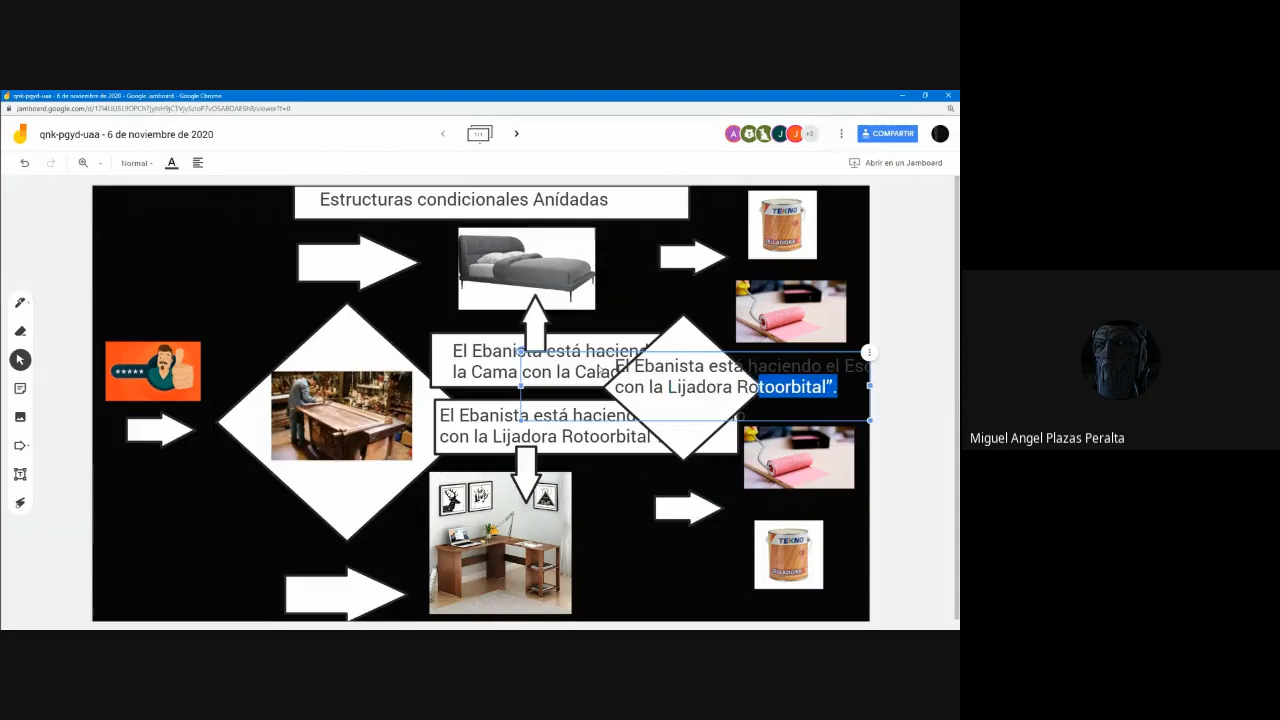 qnk-pgyd-uaa - 6 de noviembre de 2020 - Google Jamboard - Google Chrome
qnk-pgyd-uaa - 6 de noviembre de 2020
A
J
J
+2
COMPARTIR
Normal
A
Abrir en un Jamboard
Estructuras condicionales Anídadas
TEKNO
El Ebanista está haciend
la Cama con la Calad
El Ebanista está haciendo el Esc
con la Lijadora Rotoorbital”.
El Ebanista está haciendo
con la Lijadora Rotoorbital
TEKNO
Miguel Angel Plazas Peralta